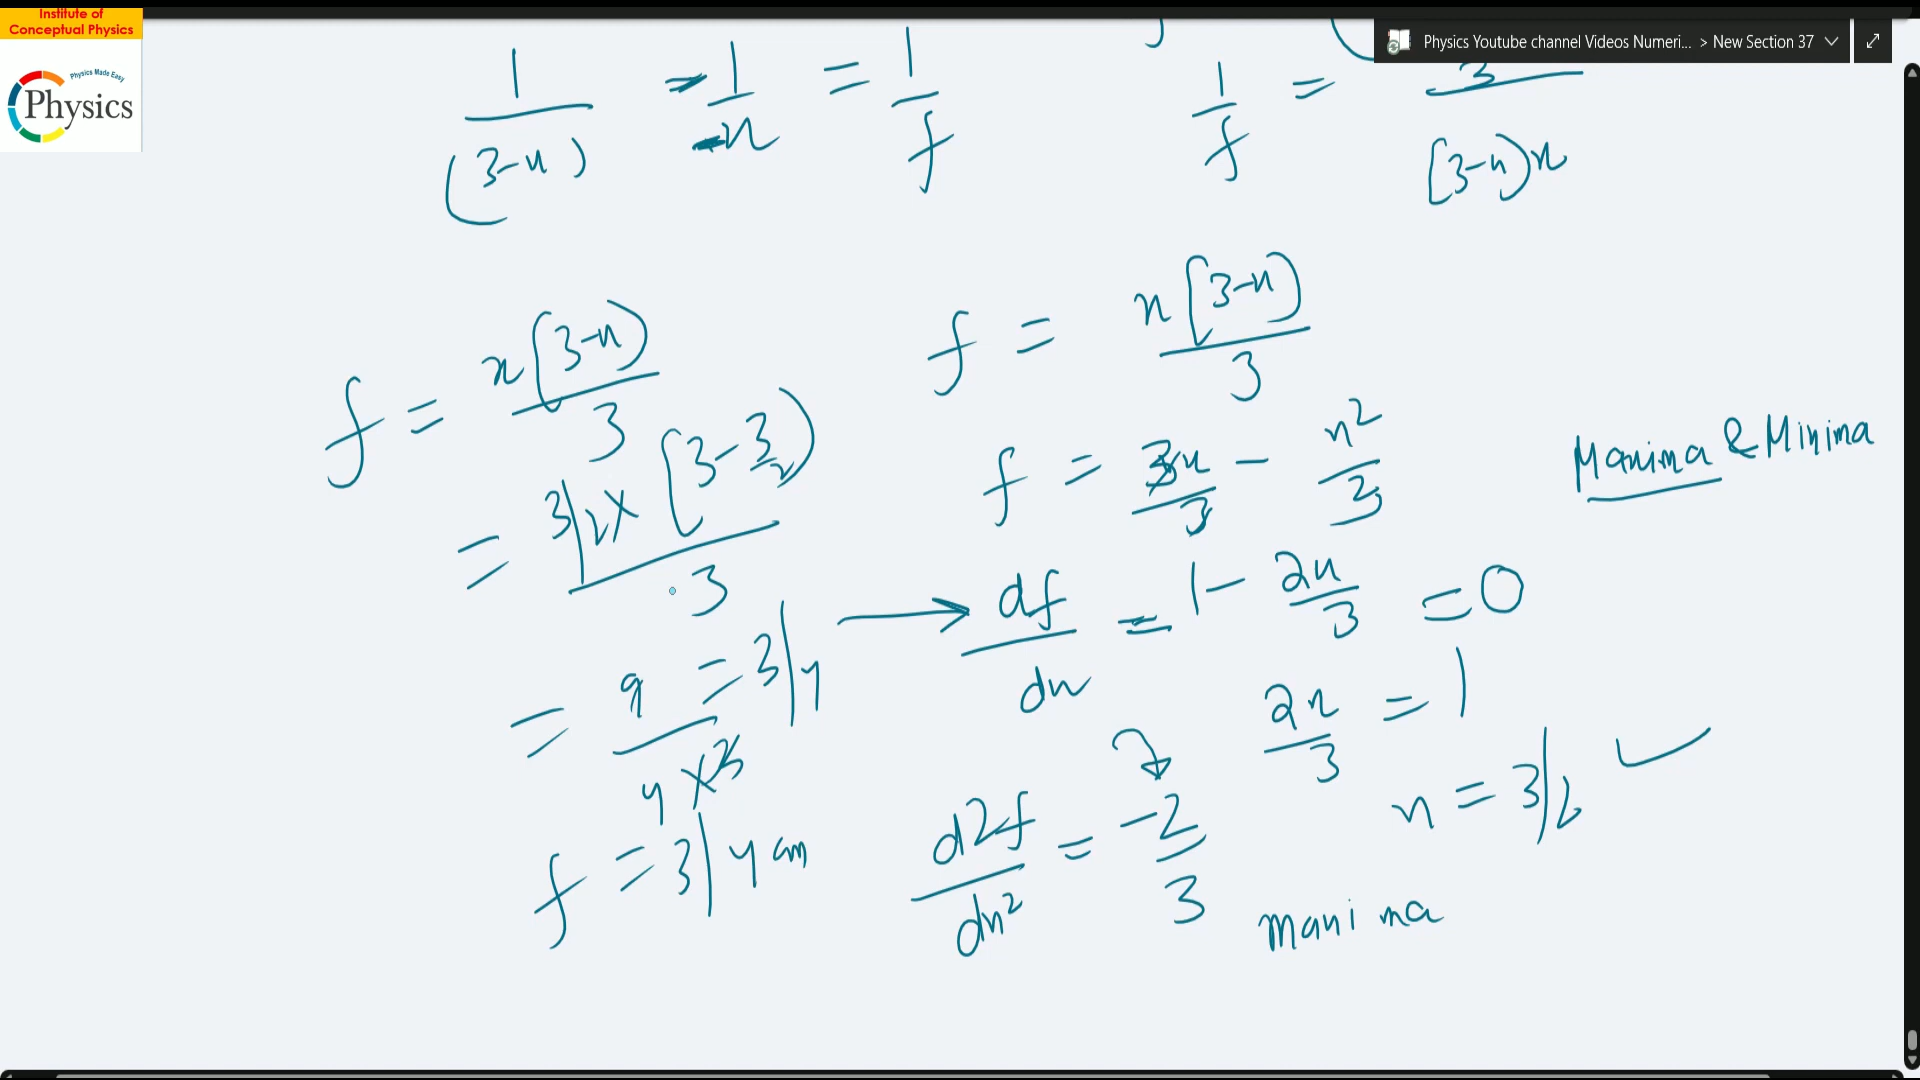 Institute of
Conceptual Physics
Physics Made Easy
Physics
Physics Youtube channel Videos Numeri... > New Section 37
1/(3-x) - 1/-x = 1/f
1/f = 3/(3-x)x
f = x(3-x)/3
= 3/2 x (3-3/2)/3
= 9/4x3 = 3/4
f = 3/4 cm
f = x(3-x)/3
f = 3x/3 - x²/3
Maxima & Minima
df/dx = 1 - 2x/3 = 0
2x/3 = 1
x = 3/2
d2f/dx² = -2/3
maxima